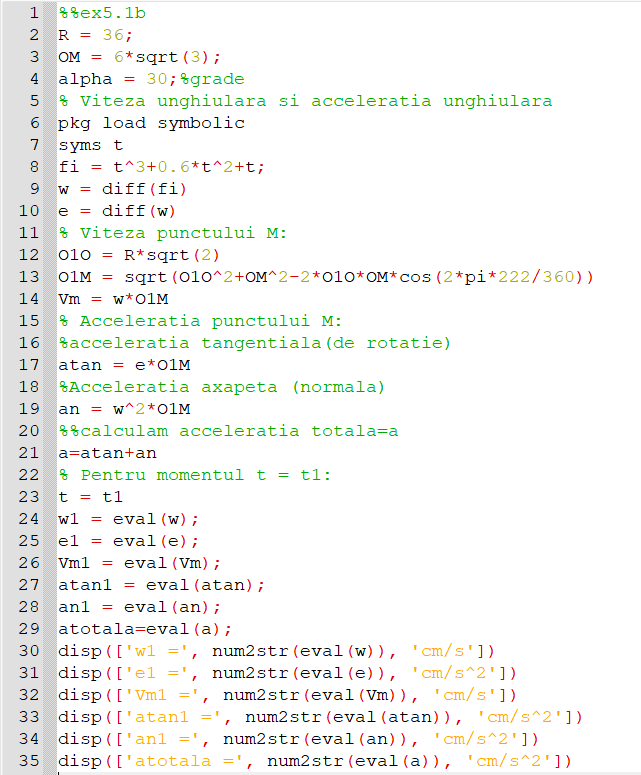 1 %%ex5.1b
2 R = 36;
3 OM = 6*sqrt(3);
4 alpha = 30;%grade
5 % Viteza unghiulara si acceleratia unghiulara
6 pkg load symbolic
7 syms t
8 fi = t^3+0.6*t^2+t;
9 w = diff(fi)
10 e = diff(w)
11 % Viteza punctului M:
12 O1O = R*sqrt(2)
13 O1M = sqrt(O1O^2+OM^2-2*O1O*OM*cos(2*pi*222/360))
14 Vm = w*O1M
15 % Acceleratia punctului M:
16 %acceleratia tangentiala(de rotatie)
17 atan = e*O1M
18 %Acceleratia axapeta (normala)
19 an = w^2*O1M
20 %%calculam acceleratia totala=a
21 a=atan+an
22 % Pentru momentul t = t1:
23 t = t1
24 w1 = eval(w);
25 e1 = eval(e);
26 Vm1 = eval(Vm);
27 atan1 = eval(atan);
28 an1 = eval(an);
29 atotala=eval(a);
30 disp(['w1 =', num2str(eval(w)), 'cm/s'])
31 disp(['e1 =', num2str(eval(e)), 'cm/s^2'])
32 disp(['Vm1 =', num2str(eval(Vm)), 'cm/s'])
33 disp(['atan1 =', num2str(eval(atan)), 'cm/s^2'])
34 disp(['an1 =', num2str(eval(an)), 'cm/s^2'])
35 disp(['atotala =', num2str(eval(a)), 'cm/s^2'])